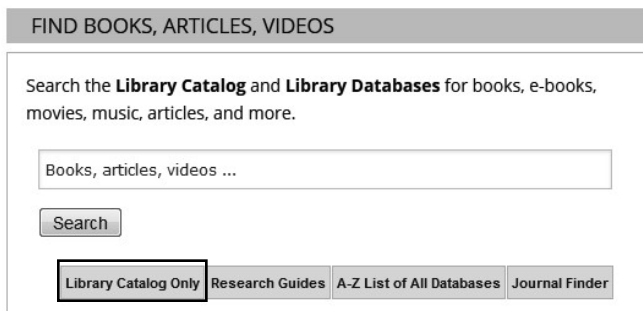 FIND BOOKS, ARTICLES, VIDEOS
Search the Library Catalog and Library Databases for books, e-books,
movies, music, articles, and more.
Books, articles, videos ...
Search
Library Catalog Only Research Guides A-Z List of All Databases Journal Finder